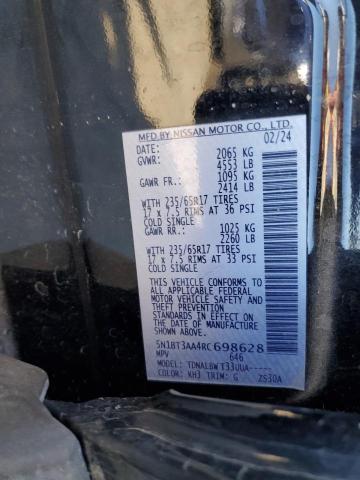 MFD BY NISSAN MOTOR CO., LTD.
DATE: 02/24
GVWR: 2065 KG
4553 LB
GAWR FR.: 1095 KG
2414 LB
WITH 235/65R17 TIRES
17 x 7.5 RIMS AT 36 PSI
COLD SINGLE
GAWR RR.: 1025 KG
2260 LB
WITH 235/65R17 TIRES
17 x 7.5 RIMS AT 33 PSI
COLD SINGLE
THIS VEHICLE CONFORMS TO
ALL APPLICABLE FEDERAL
MOTOR VEHICLE SAFETY
AND THEFT PREVENTION
STANDARDS IN EFFECT ON
THE DATE OF MANUFACTURE
SHOWN ABOVE.
5N1BT3AA4RC698628
MPV 646
MODEL: TDNALBW T33UUA-----
COLOR: KH3 TRIM: G ZS30A